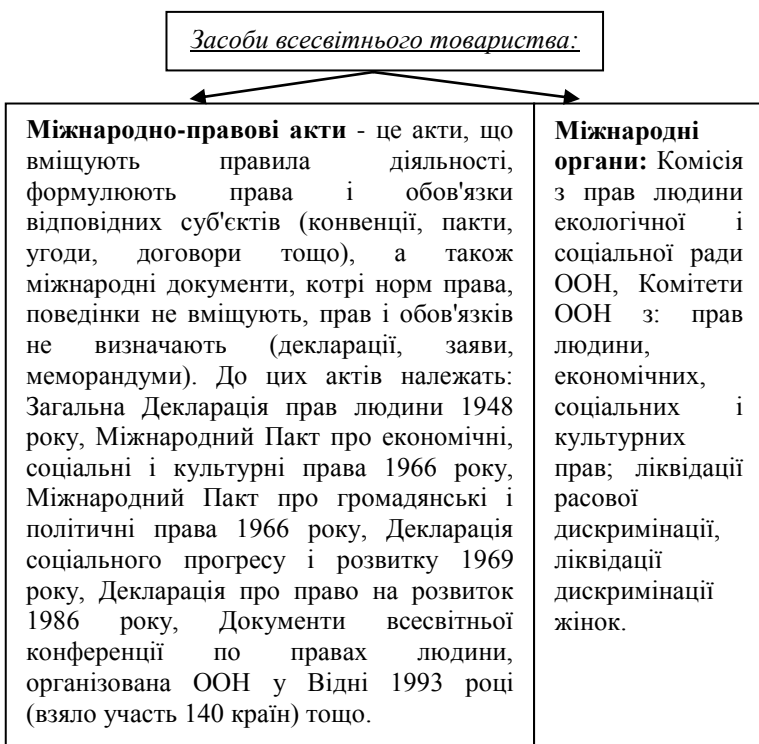 Засоби всесвітнього товариства:
Міжнародно-правові акти - це акти, що
вміщують правила діяльності,
формулюють права і обов'язки
відповідних суб'єктів (конвенції, пакти,
угоди, договори тощо), а також
міжнародні документи, котрі норм права,
поведінки не вміщують, прав і обов'язків
не визначають (декларації, заяви,
меморандуми). До цих актів належать:
Загальна Декларація прав людини 1948
року, Міжнародний Пакт про економічні,
соціальні і культурні права 1966 року,
Міжнародний Пакт про громадянські і
політичні права 1966 року, Декларація
соціального прогресу і розвитку 1969
року, Декларація про право на розвиток
1986 року, Документи всесвітньої
конференції по правах людини,
організована ООН у Відні 1993 році
(взяло участь 140 країн) тощо.
Міжнародні
органи: Комісія
з прав людини
екологічної і
соціальної ради
ООН, Комітети
ООН з: прав
людини,
економічних,
соціальних і
культурних
прав; ліквідації
расової
дискримінації,
ліквідації
дискримінації
жінок.